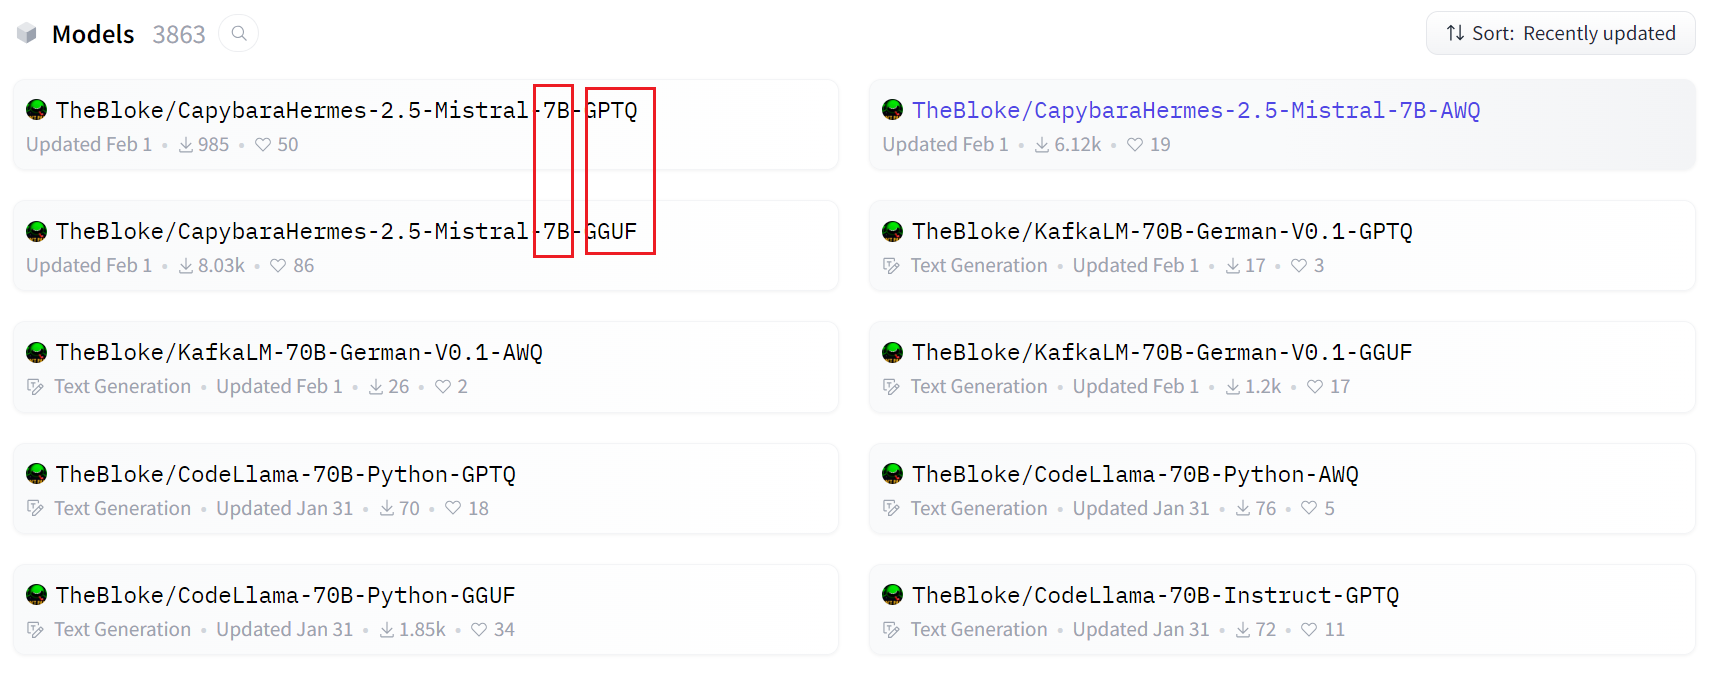 Models 3863
Sort: Recently updated
TheBloke/CapybaraHermes-2.5-Mistral-7B-GPTQ
Updated Feb 1 • 985 • 50
TheBloke/CapybaraHermes-2.5-Mistral-7B-AWQ
Updated Feb 1 • 6.12k • 19
TheBloke/CapybaraHermes-2.5-Mistral-7B-GGUF
Updated Feb 1 • 8.03k • 86
TheBloke/KafkaLM-70B-German-V0.1-GPTQ
Text Generation • Updated Feb 1 • 17 • 3
TheBloke/KafkaLM-70B-German-V0.1-AWQ
Text Generation • Updated Feb 1 • 26 • 2
TheBloke/KafkaLM-70B-German-V0.1-GGUF
Text Generation • Updated Feb 1 • 1.2k • 17
TheBloke/CodeLlama-70B-Python-GPTQ
Text Generation • Updated Jan 31 • 70 • 18
TheBloke/CodeLlama-70B-Python-AWQ
Text Generation • Updated Jan 31 • 76 • 5
TheBloke/CodeLlama-70B-Python-GGUF
Text Generation • Updated Jan 31 • 1.85k • 34
TheBloke/CodeLlama-70B-Instruct-GPTQ
Text Generation • Updated Jan 31 • 72 • 11